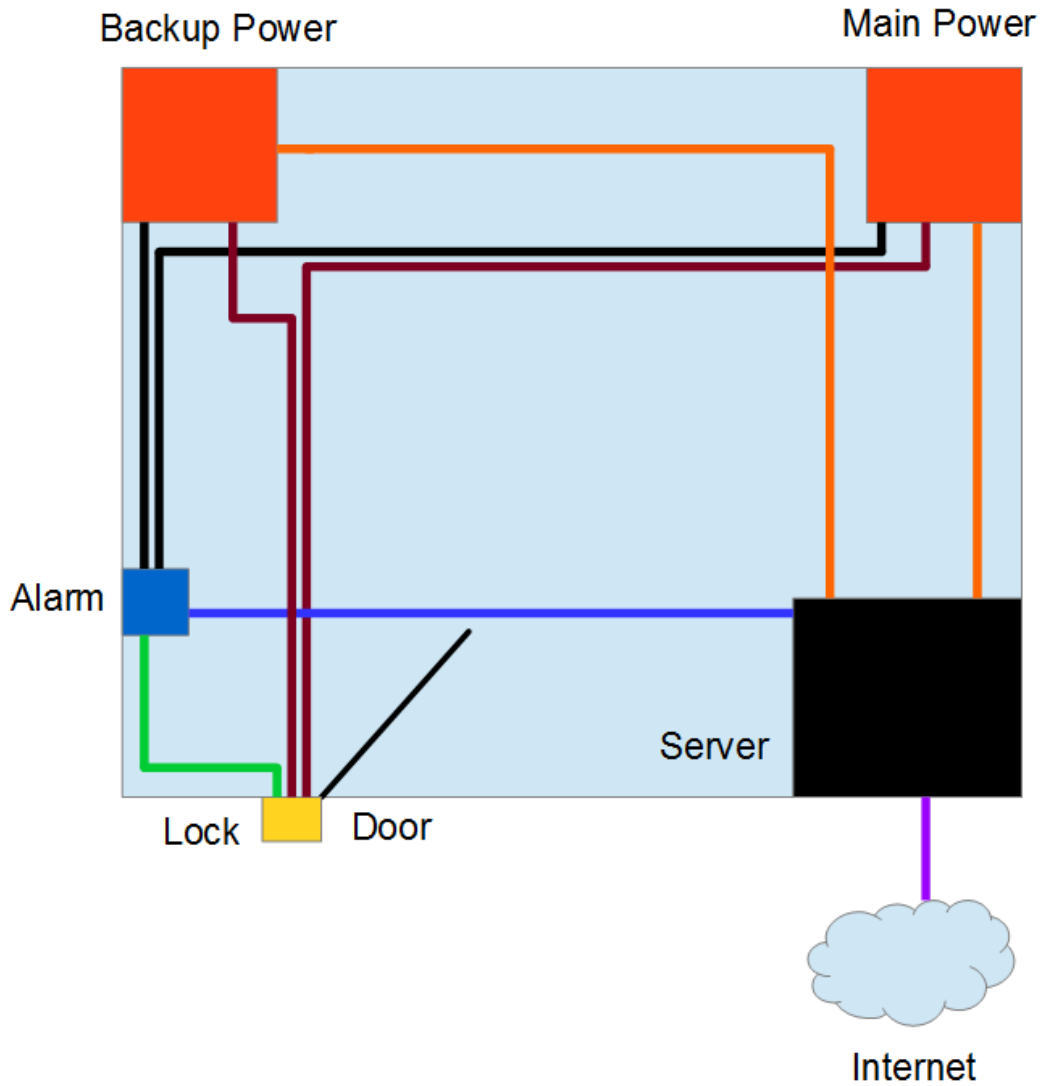 Backup Power
Main Power
Alarm
Server
Lock
Door
Internet